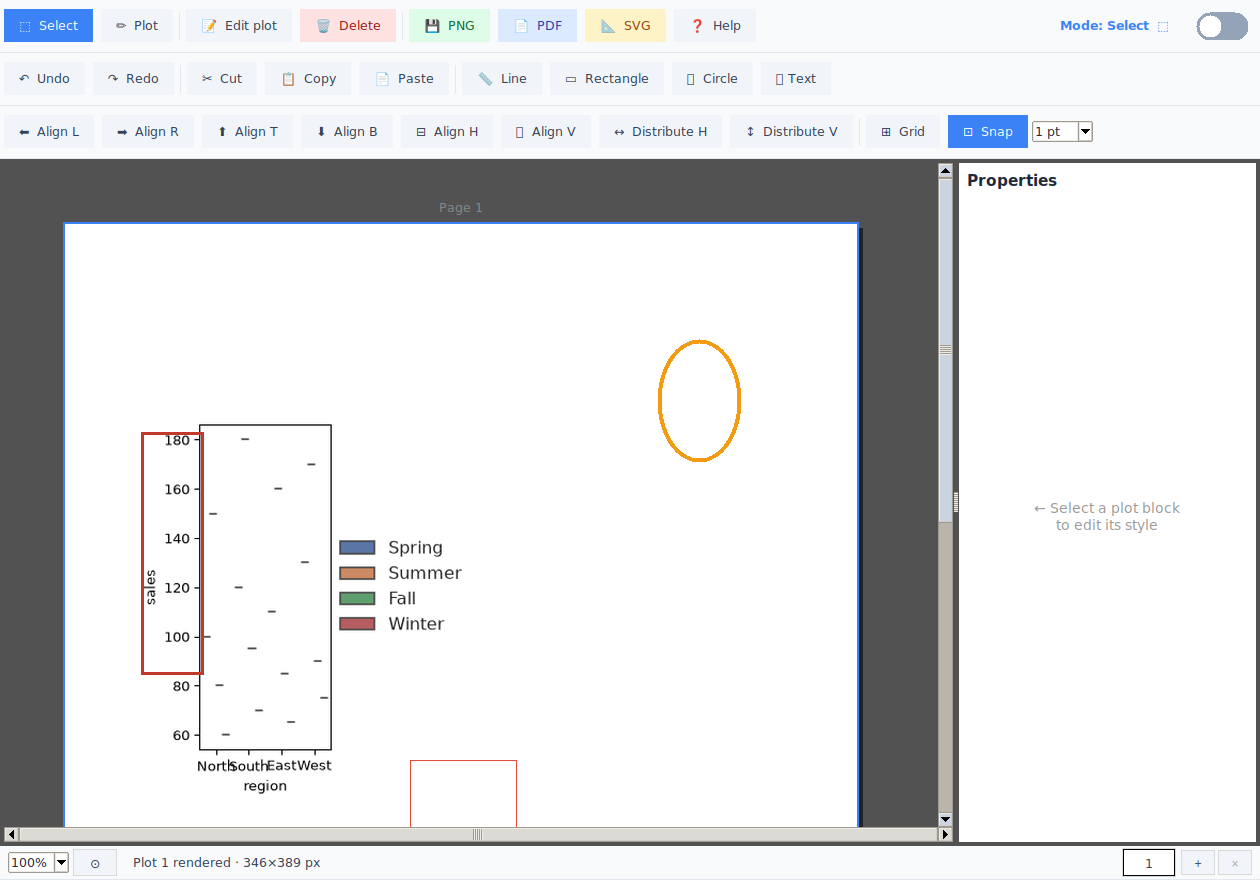 Select Plot Edit plot Delete PNG PDF SVG Help Mode: Select
Undo Redo Cut Copy Paste Line Rectangle Circle Text
Align L Align R Align T Align B Align H Align V Distribute H Distribute V Grid Snap 1 pt
Properties
Page 1
180
160
140
120
100
80
60
sales
North South East West
region
Spring
Summer
Fall
Winter
← Select a plot block
to edit its style
100% Plot 1 rendered · 346×389 px 1 + ×